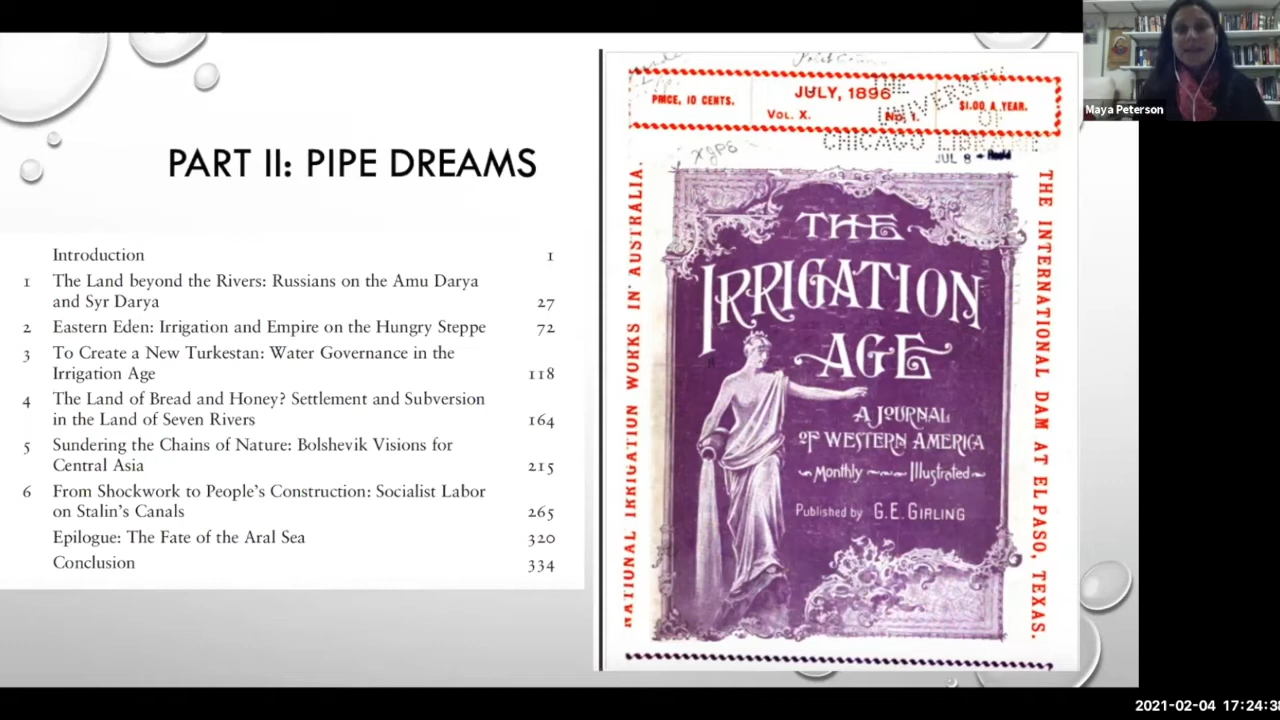 PART II: PIPE DREAMS
Introduction 1
1 The Land beyond the Rivers: Russians on the Amu Darya
and Syr Darya 27
2 Eastern Eden: Irrigation and Empire on the Hungry Steppe 72
3 To Create a New Turkestan: Water Governance in the
Irrigation Age 118
4 The Land of Bread and Honey? Settlement and Subversion
in the Land of Seven Rivers 164
5 Sundering the Chains of Nature: Bolshevik Visions for
Central Asia 215
6 From Shockwork to People's Construction: Socialist Labor
on Stalin's Canals 265
Epilogue: The Fate of the Aral Sea 320
Conclusion 334
PRICE, 10 CENTS.
JULY, 1896
VOL. X. No. 1.
$1.00 A YEAR.
THE
UNIVERSITY
OF
CHICAGO LIBRARIES
JUL 8
NATIONAL IRRIGATION WORKS IN AUSTRALIA.
THE
IRRIGATION
AGE
A JOURNAL
OF WESTERN AMERICA
Monthly Illustrated
Published by G.E. GIRLING
THE INTERNATIONAL DAM AT EL PASO, TEXAS.
Maya Peterson
2021-02-04 17:24:3